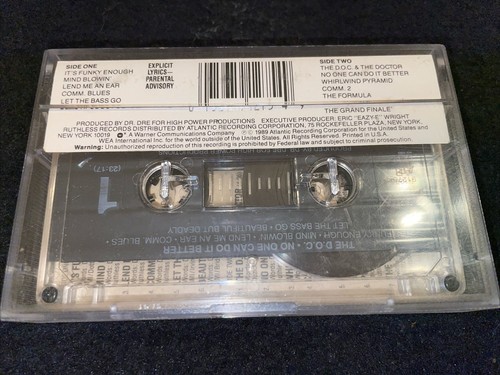 SIDE ONE
IT'S FUNKY ENOUGH
MIND BLOWIN'
LEND ME AN EAR
COMM. BLUES
LET THE BASS GO
EXPLICIT
LYRICS—
PARENTAL
ADVISORY
SIDE TWO
THE D.O.C. & THE DOCTOR
NO ONE CAN DO IT BETTER
WHIRLWIND PYRAMID
COMM. 2
THE FORMULA
THE GRAND FINALE'
PRODUCED BY DR. DRE FOR HIGH POWER PRODUCTIONS EXECUTIVE PRODUCER: ERIC "EAZY-E" WRIGHT
RUTHLESS RECORDS DISTRIBUTED BY ATLANTIC RECORDING CORPORATION, 75 ROCKEFELLER PLAZA, NEW YORK,
NEW YORK 10019 A Warner Communications Company ℗ © 1989 Atlantic Recording Corporation for the United States and
WEA International Inc. for the world outside of the United States. All Rights Reserved. Printed in U.S.A.
Warning: Unauthorized reproduction of this recording is prohibited by Federal law and subject to criminal prosecution.
1
(23:17)
THE D.O.C. • NO ONE CAN DO IT BETTER
FUNKY ENOUGH • MIND BLOWIN' • LEND ME AN EAR • COMM. BLUES •
LET THE BASS GO • BEAUTIFUL BUT DEADLY